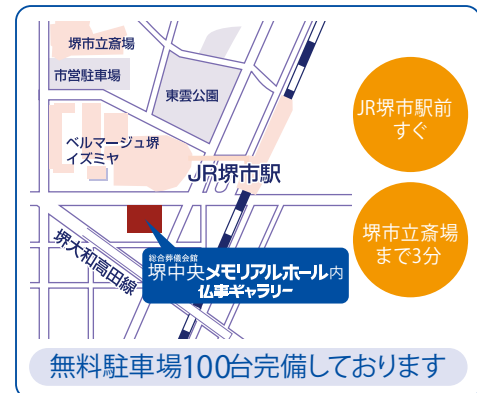 堺市立斎場
市営駐車場
東雲公園
ベルマージュ堺
イズミヤ
JR堺市駅
堺大和高田線
総合葬儀会館
堺中央メモリアルホール内
仏事ギャラリー
JR堺市駅前
すぐ
堺市立斎場
まで3分
無料駐車場100台完備しております